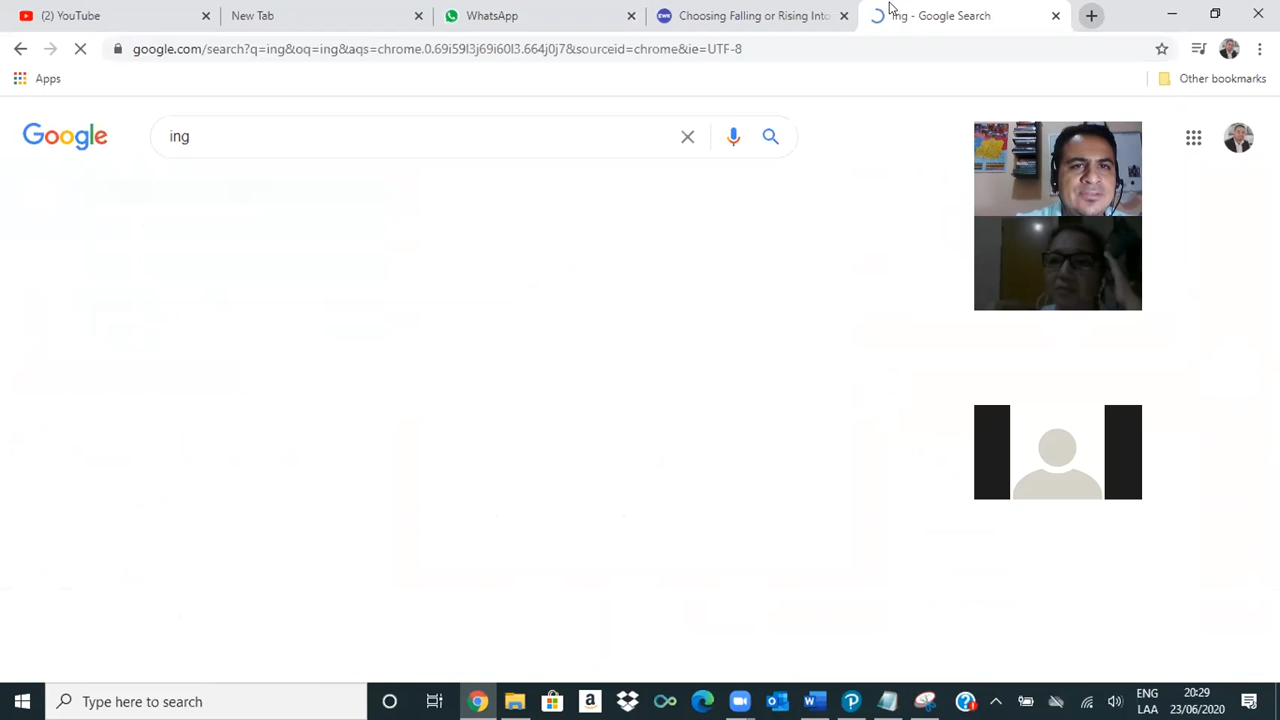 (2) YouTube
New Tab
WhatsApp
Choosing Falling or Rising Into
ing - Google Search
google.com/search?q=ing&oq=ing&aqs=chrome.0.69i59l3j69i60l3.664j0j7&sourceid=chrome&ie=UTF-8
Apps
Other bookmarks
Google
ing
Type here to search
ENG
LAA
20:29
23/06/2020